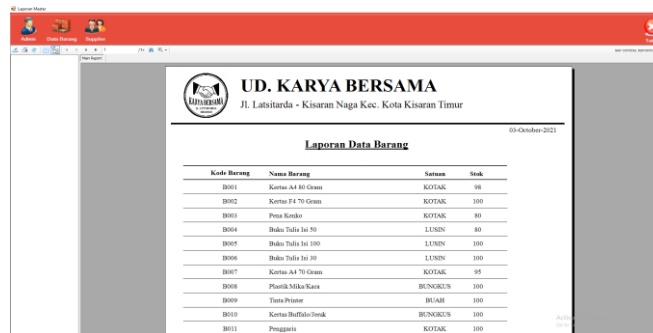 Laporan Master
Admin Data Barang Supplier
Main Report
KARYA BERSAMA
UD. KARYA BERSAMA
Jl. Latsitarda - Kisaran Naga Kec. Kota Kisaran Timur
03-October-2021
Laporan Data Barang
Kode Barang Nama Barang Satuan Stok
B001 Kertas A4 80 Gram KOTAK 98
B002 Kertas F4 70 Gram KOTAK 100
B003 Pena Kenko KOTAK 80
B004 Buku Tulis Isi 50 LUSIN 80
B005 Buku Tulis Isi 100 LUSIN 100
B006 Buku Tulis Isi 30 LUSIN 100
B007 Kertas A4 70 Gram KOTAK 95
B008 Plastik Mika/Kaca BUNGKUS 100
B009 Tinta Printer BUAH 100
B010 Kertas Buffalo/Jeruk BUNGKUS 100
B011 Penggaris KOTAK 100